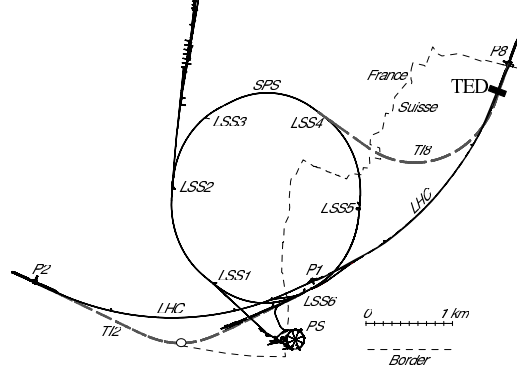 P8
France
TED
SPS
Suisse
LSS3
LSS4
TI8
LSS2
LSS5
LHC
P2
LSS1
P1
LHC
LSS6
TI2
PS
0 1 km
Border